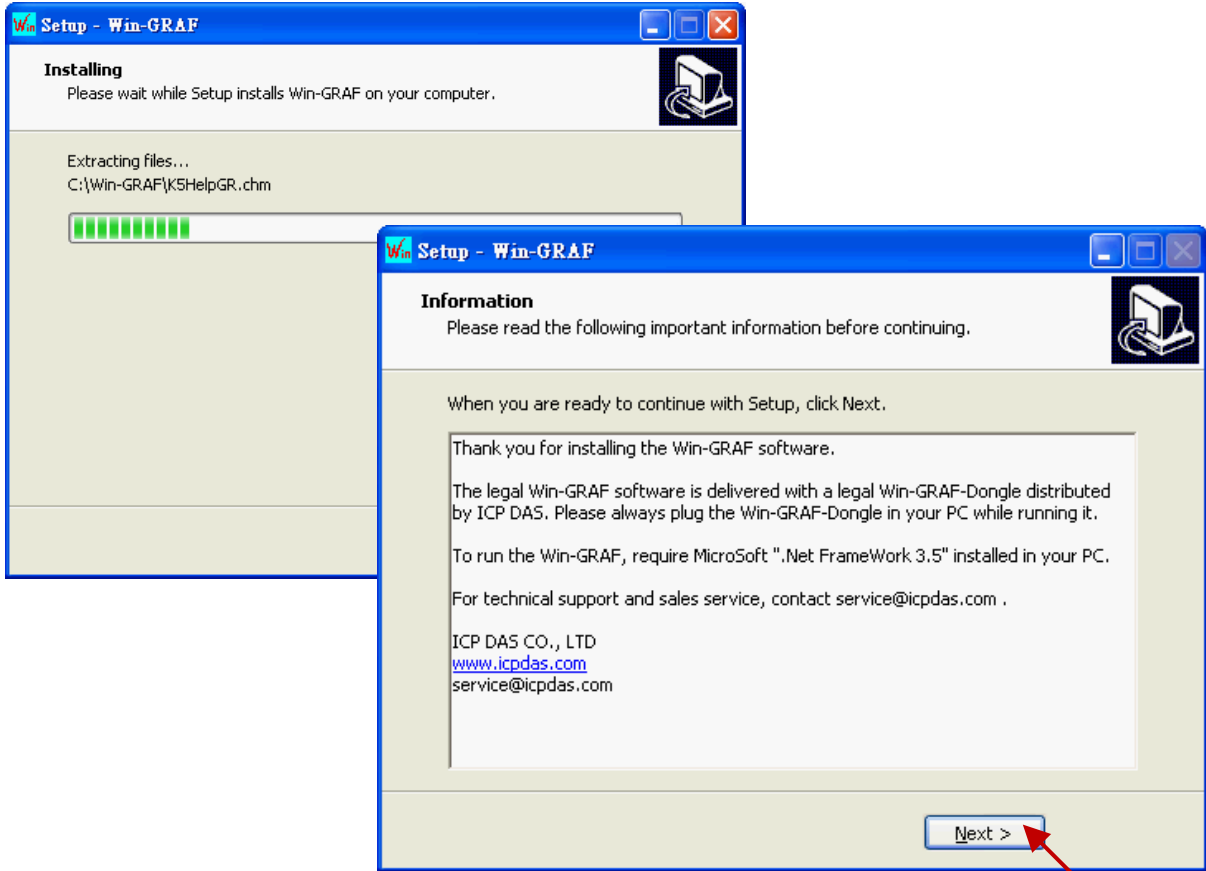 Win Setup - Win-GRAF
Installing
Please wait while Setup installs Win-GRAF on your computer.
Extracting files...
C:\Win-GRAF\K5HelpGR.chm
Win Setup - Win-GRAF
Information
Please read the following important information before continuing.
When you are ready to continue with Setup, click Next.
Thank you for installing the Win-GRAF software.
The legal Win-GRAF software is delivered with a legal Win-GRAF-Dongle distributed
by ICP DAS. Please always plug the Win-GRAF-Dongle in your PC while running it.
To run the Win-GRAF, require MicroSoft ".Net FrameWork 3.5" installed in your PC.
For technical support and sales service, contact service@icpdas.com .
ICP DAS CO., LTD
www.icpdas.com
service@icpdas.com
Next >